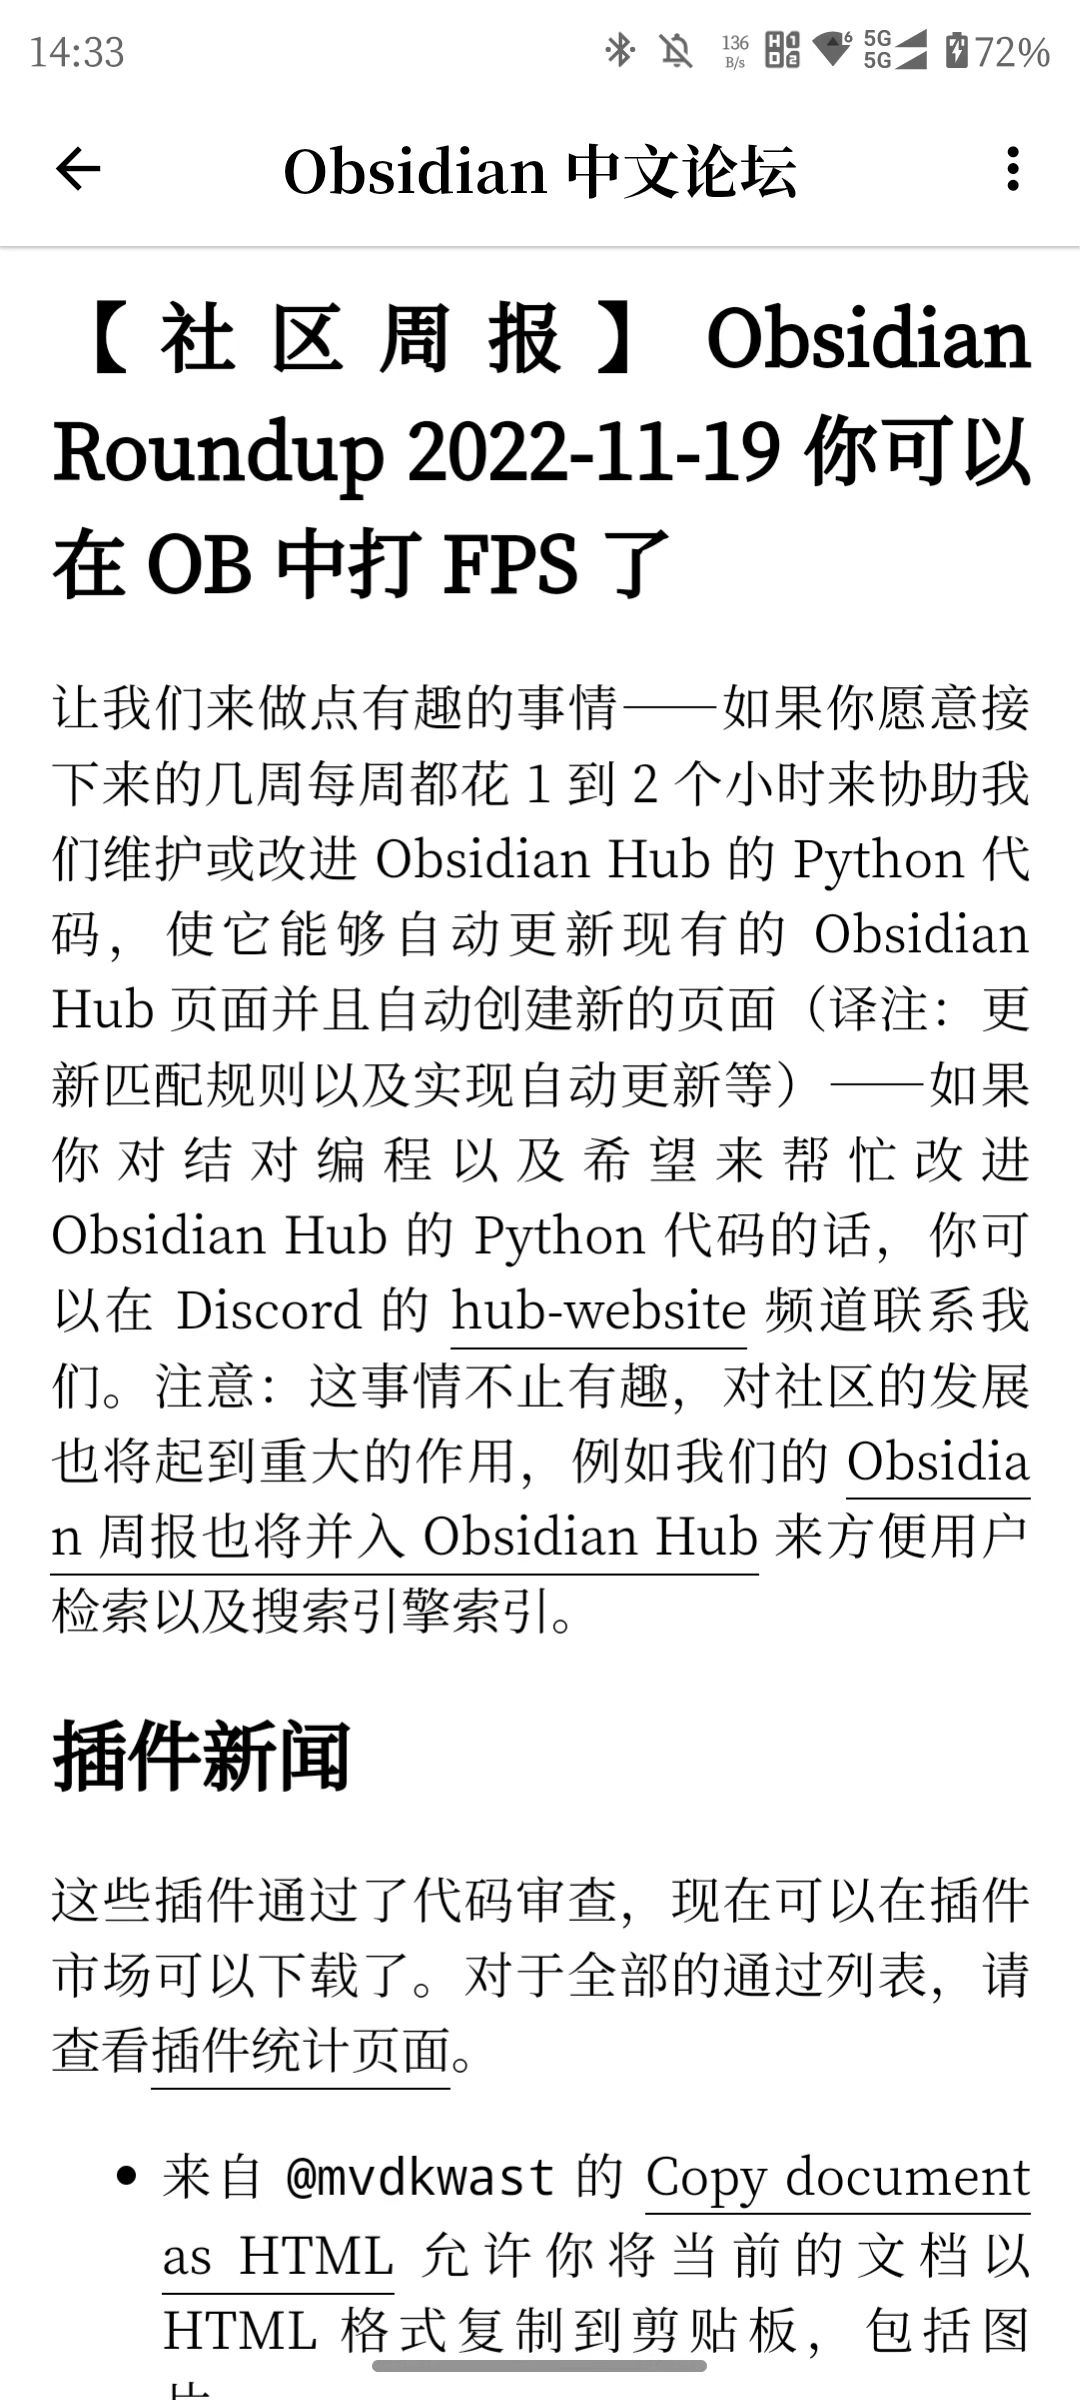 14:33
136 B/s
HD 1 2
6
5G
5G
72%
Obsidian 中文论坛
【社区周报】 Obsidian
Roundup 2022-11-19 你可以
在 OB 中打 FPS 了
让我们来做点有趣的事情——如果你愿意接
下来的几周每周都花 1 到 2 个小时来协助我
们维护或改进 Obsidian Hub 的 Python 代
码，使它能够自动更新现有的 Obsidian
Hub 页面并且自动创建新的页面（译注：更
新匹配规则以及实现自动更新等）——如果
你对结对编程以及希望来帮忙改进
Obsidian Hub 的 Python 代码的话，你可
以在 Discord 的 hub-website 频道联系我
们。注意：这事情不止有趣，对社区的发展
也将起到重大的作用，例如我们的 Obsidia
n 周报也将并入 Obsidian Hub 来方便用户
检索以及搜索引擎索引。
插件新闻
这些插件通过了代码审查，现在可以在插件
市场可以下载了。对于全部的通过列表，请
查看插件统计页面。
• 来自 @mvdkwast 的 Copy document
as HTML 允许你将当前的文档以
HTML 格式复制到剪贴板，包括图
片